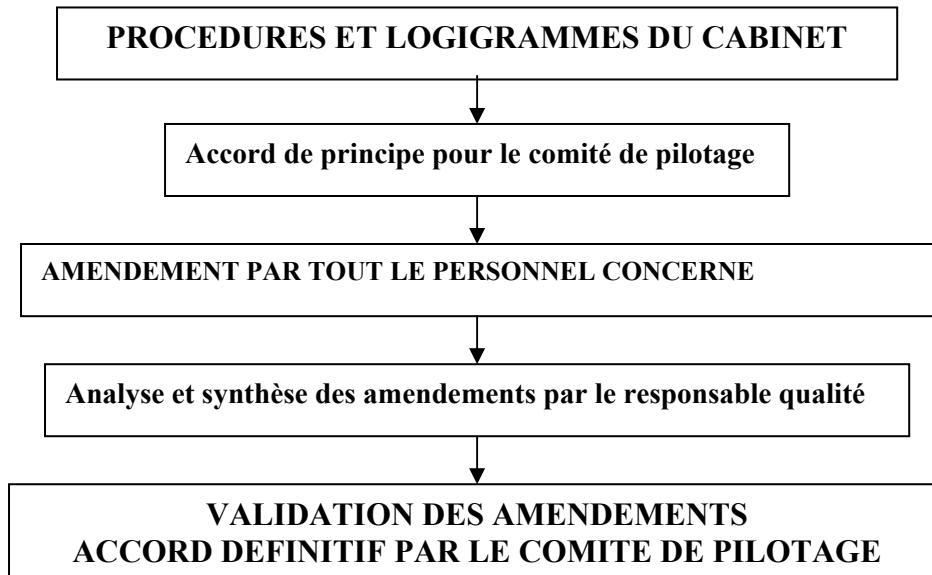 PROCEDURES ET LOGIGRAMMES DU CABINET
Accord de principe pour le comité de pilotage
AMENDEMENT PAR TOUT LE PERSONNEL CONCERNE
Analyse et synthèse des amendements par le responsable qualité
VALIDATION DES AMENDEMENTS
ACCORD DEFINITIF PAR LE COMITE DE PILOTAGE